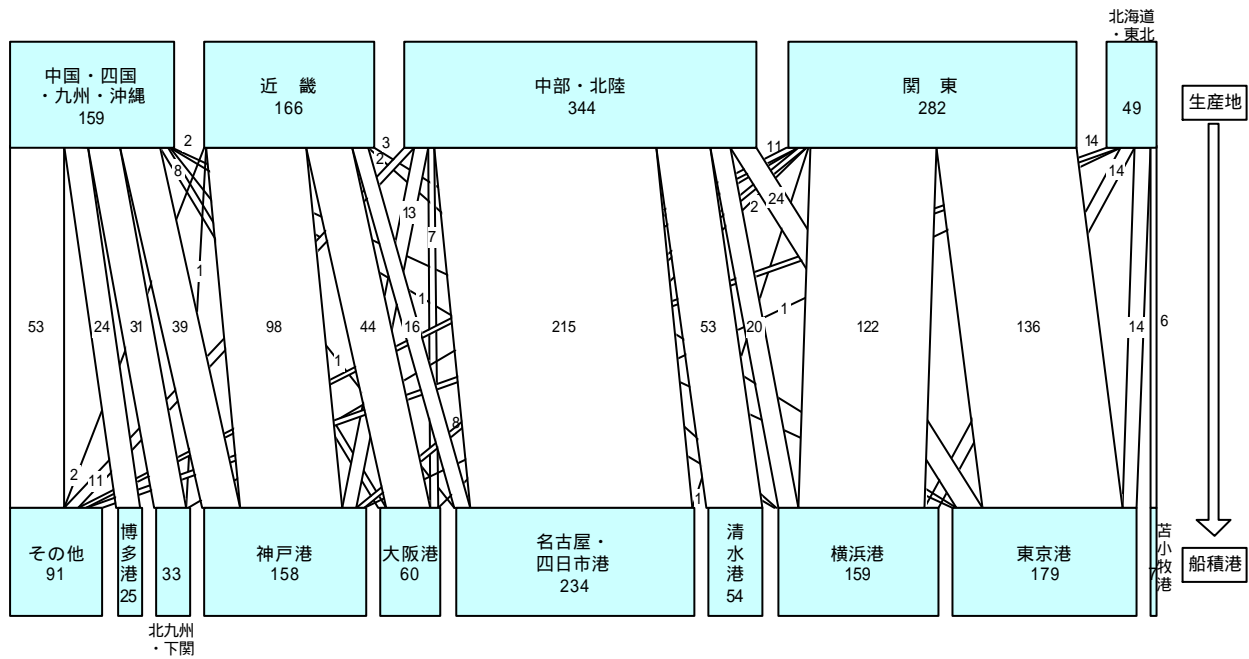 北海道
・東北
中国・四国
・九州・沖縄
159
近 畿
166
中部・北陸
344
関 東
282
49
生産地
2
8
3
2
13
7
11
2
24
14
14
1
1
1
1
53
24
31
39
98
44
16
215
53
20
122
136
14
6
2
11
8
1
その他
91
博多港
25
33
北九州
・下関
神戸港
158
大阪港
60
名古屋・
四日市港
234
清水港
54
横浜港
159
東京港
179
7
苫小牧港
船積港